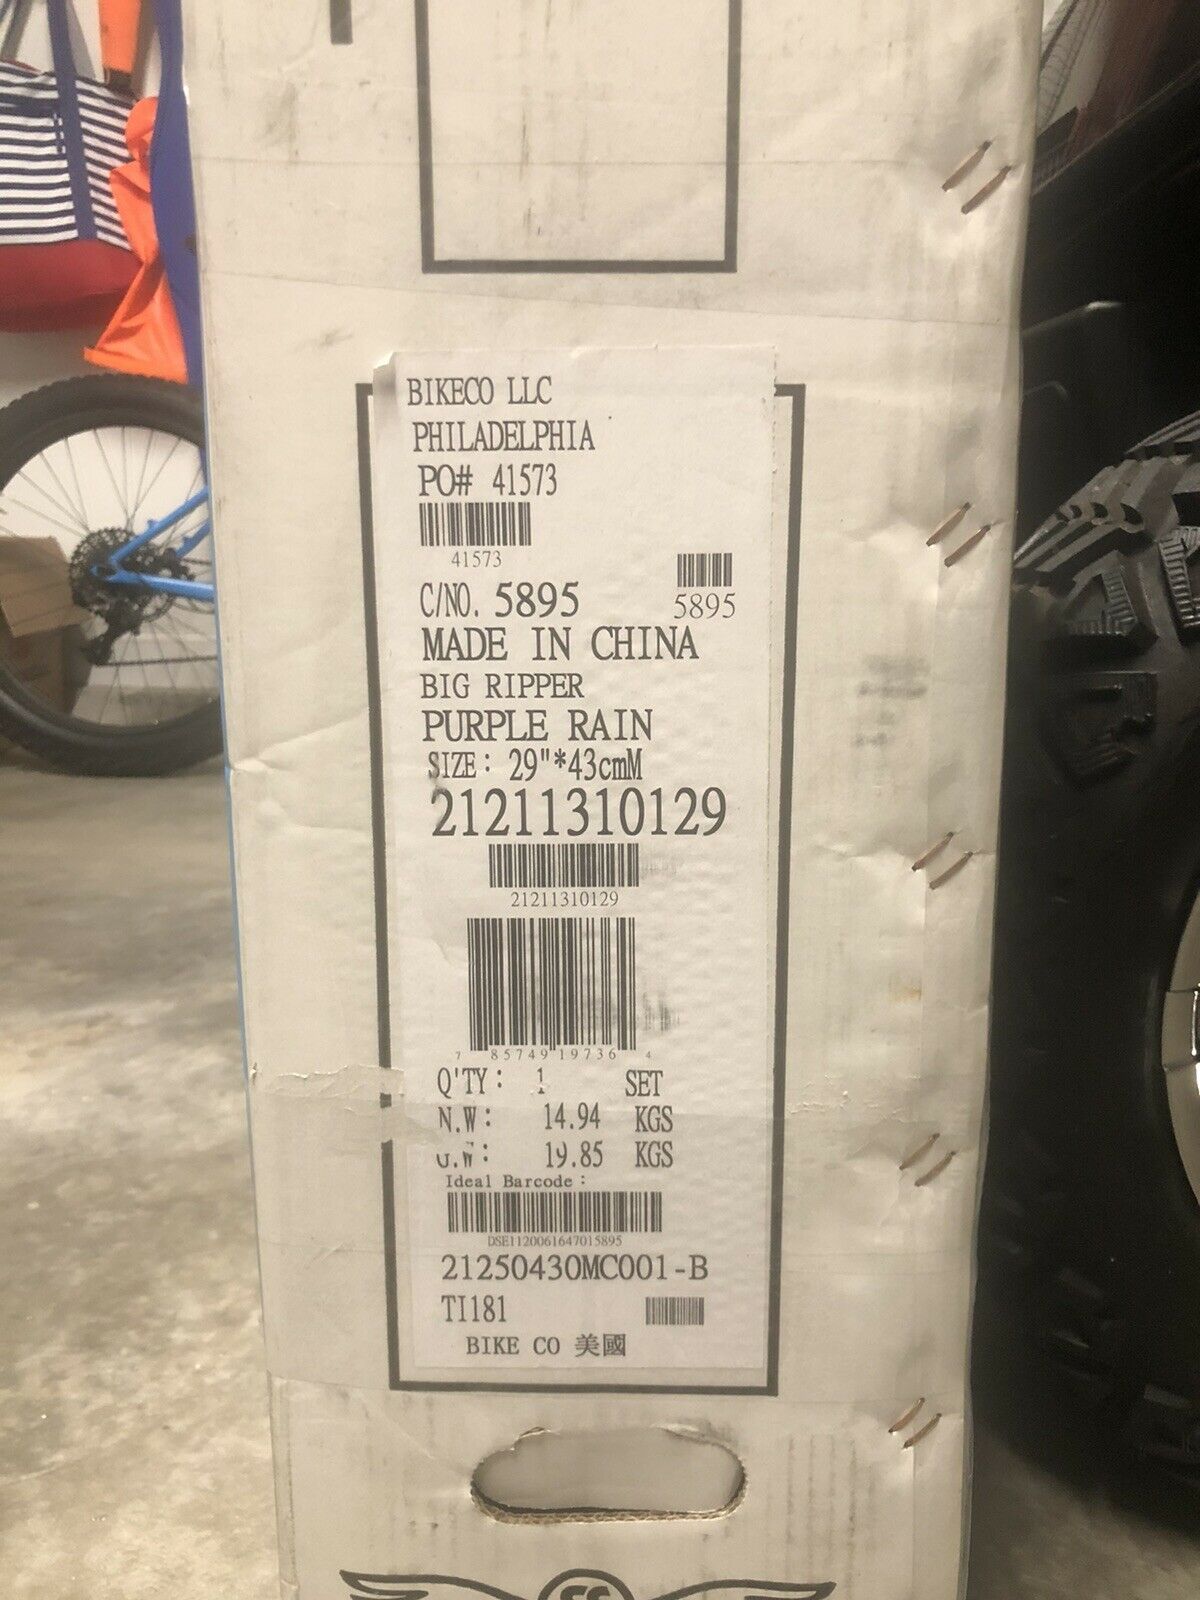 BIKECO LLC
PHILADELPHIA
PO# 41573
41573
C/NO. 5895
5895
MADE IN CHINA
BIG RIPPER
PURPLE RAIN
SIZE: 29"*43cmM
21211310129
21211310129
7 85749 19736 4
Q'TY: 1 SET
N.W: 14.94 KGS
G.W: 19.85 KGS
Ideal Barcode:
DSE1120061647015895
21250430MC001-B
TI181
BIKE CO 美國